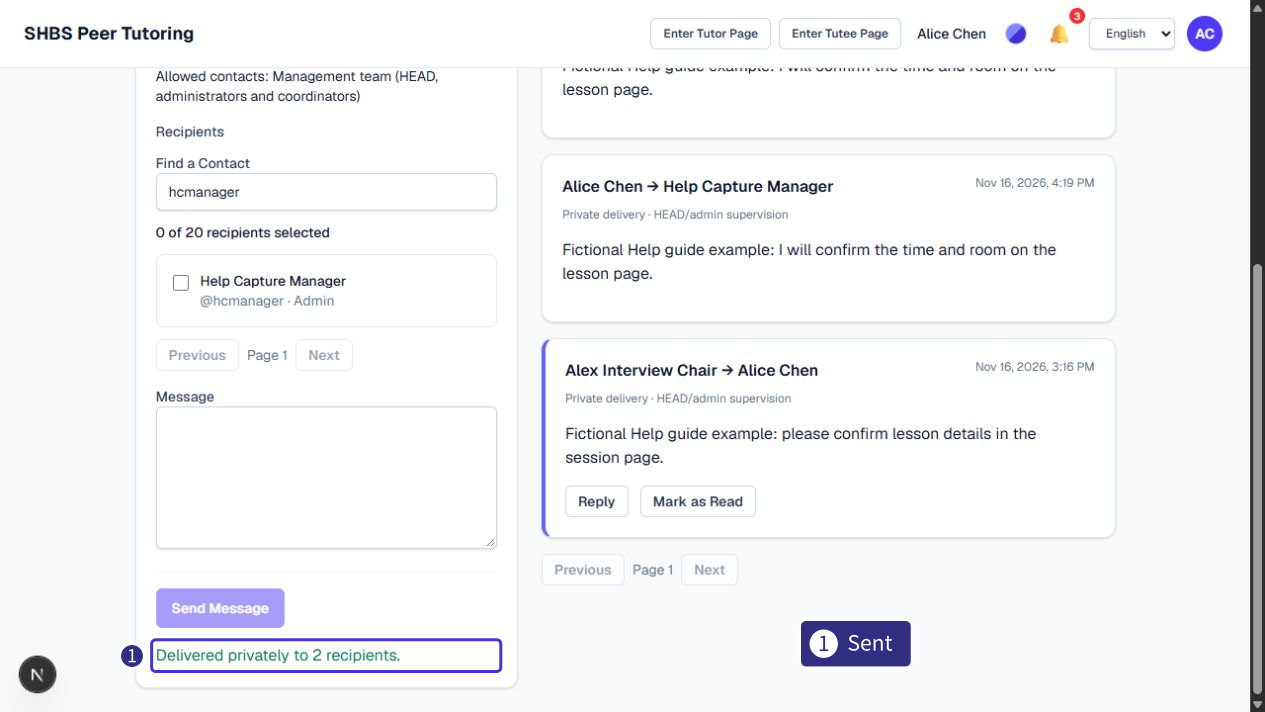 SHBS Peer Tutoring
Enter Tutor Page
Enter Tutee Page
Alice Chen
3
English
AC
Allowed contacts: Management team (HEAD,
administrators and coordinators)
Recipients
Find a Contact
hcmanager
0 of 20 recipients selected
Help Capture Manager
@hcmanager · Admin
Previous
Page 1
Next
Message
Send Message
1
Delivered privately to 2 recipients.
N
Fictional Help guide example: I will confirm the time and room on the
lesson page.
Alice Chen → Help Capture Manager
Nov 16, 2026, 4:19 PM
Private delivery · HEAD/admin supervision
Fictional Help guide example: I will confirm the time and room on the
lesson page.
Alex Interview Chair → Alice Chen
Nov 16, 2026, 3:16 PM
Private delivery · HEAD/admin supervision
Fictional Help guide example: please confirm lesson details in the
session page.
Reply
Mark as Read
Previous
Page 1
Next
1 Sent